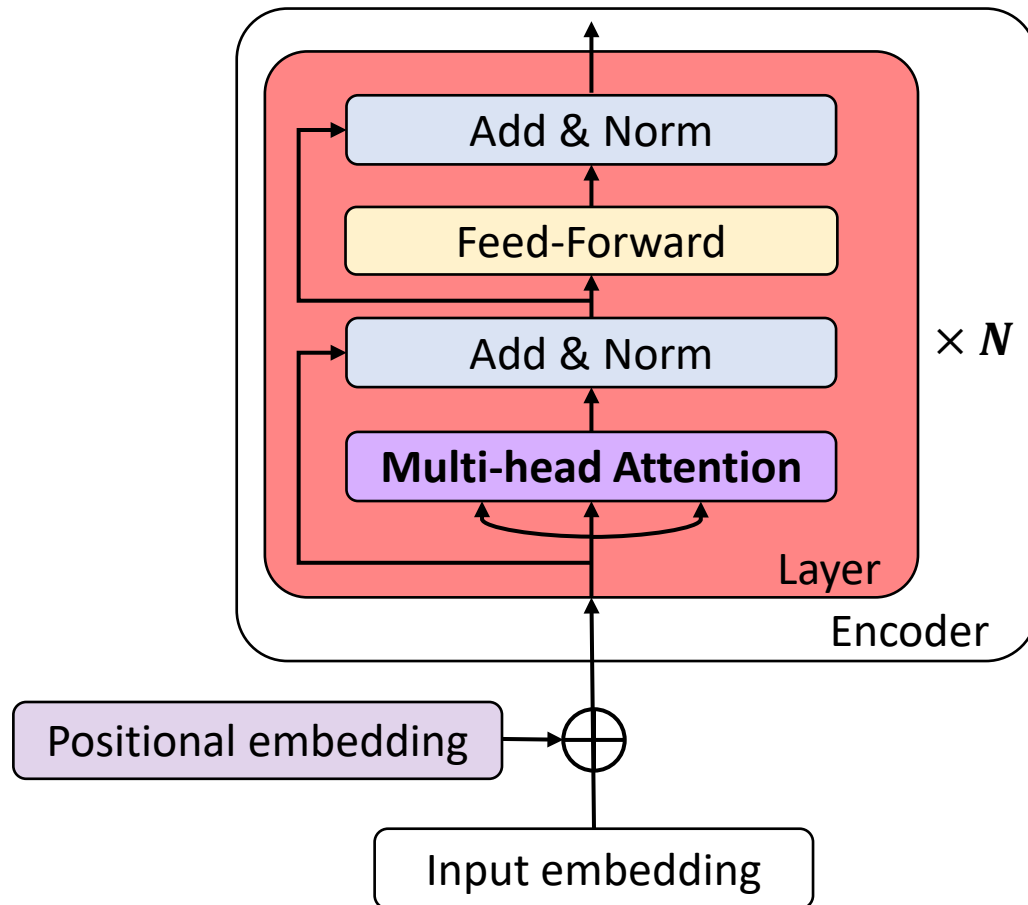 Add & Norm
Feed-Forward
Add & Norm
× N
Multi-head Attention
Layer
Encoder
Positional embedding
Input embedding